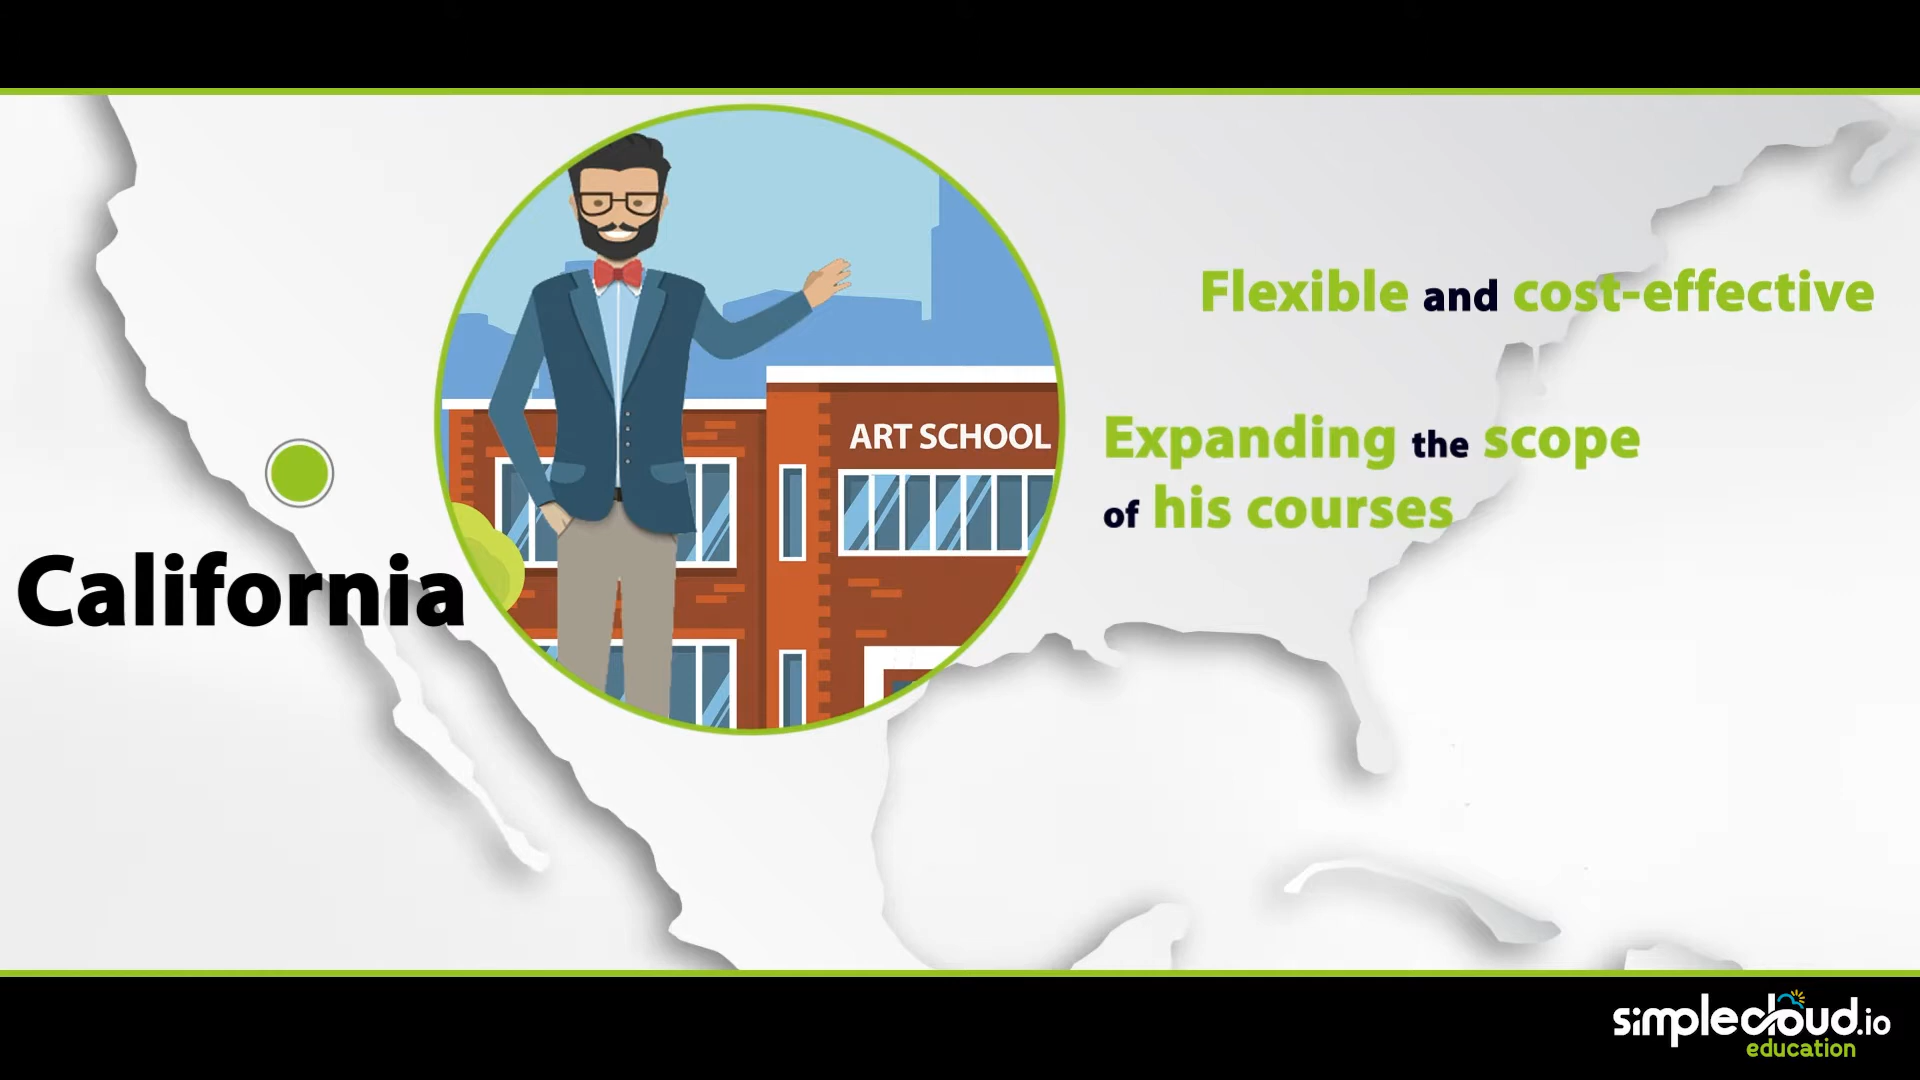 Flexible and cost-effective
ART SCHOOL
Expanding the scope
of his courses
California
simplecloud.io
education